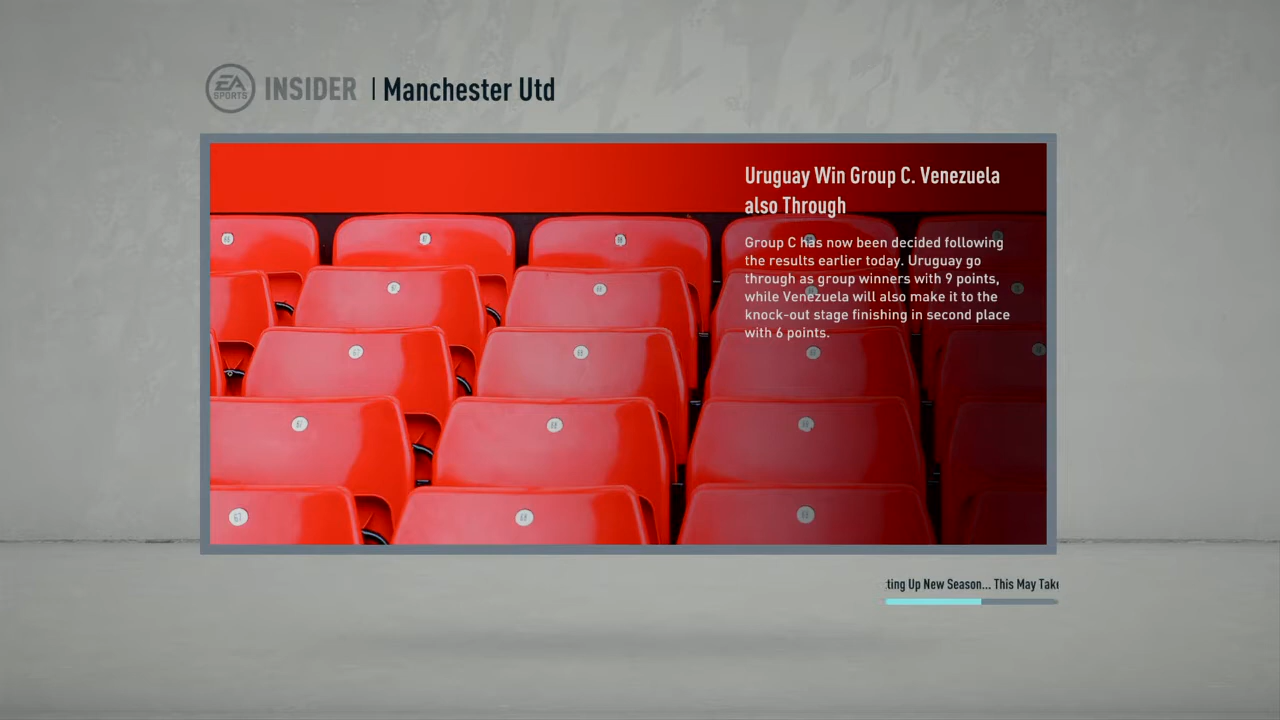 EA SPORTS INSIDER | Manchester Utd
Uruguay Win Group C. Venezuela
also Through
Group C has now been decided following
the results earlier today. Uruguay go
through as group winners with 9 points,
while Venezuela will also make it to the
knock-out stage finishing in second place
with 6 points.
ting Up New Season... This May Take